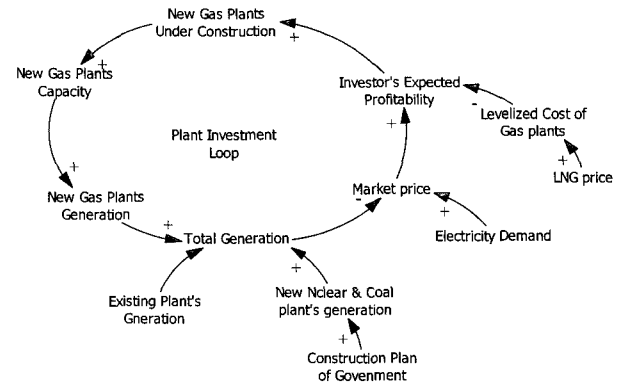 New Gas Plants
Under Construction
+
New Gas Plants
Capacity
+
Investor's Expected
Profitability
-
Levelized Cost of
Gas plants
+
LNG price
Plant Investment
Loop
+
+
New Gas Plants
Generation
Market price
-
+
Electricity Demand
+
Total Generation
+
Existing Plant's
Gneration
New Nclear & Coal
plant's generation
+
Construction Plan
of Govenment